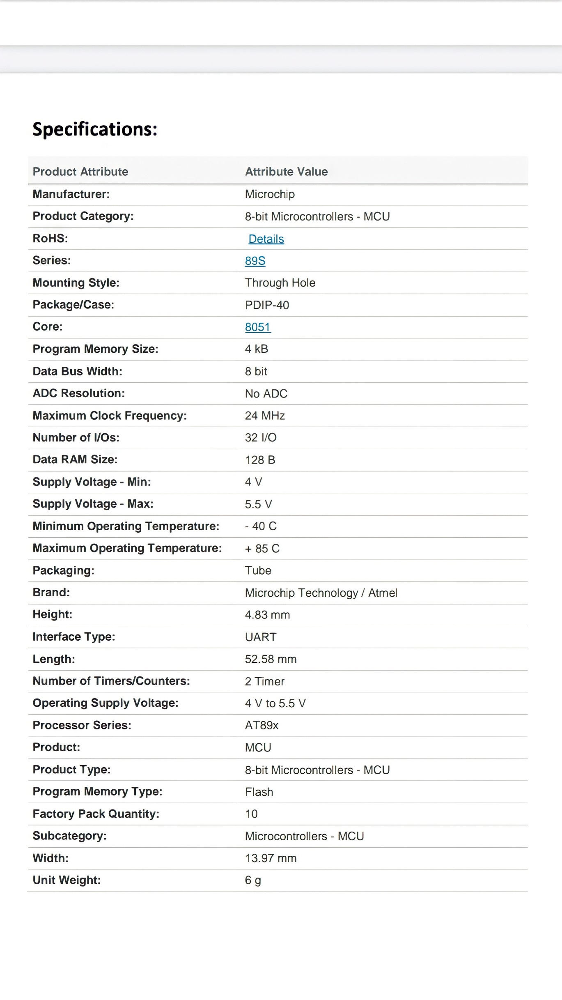 Specifications:
Product Attribute Attribute Value
Manufacturer: Microchip
Product Category: 8-bit Microcontrollers - MCU
RoHS: Details
Series: 89S
Mounting Style: Through Hole
Package/Case: PDIP-40
Core: 8051
Program Memory Size: 4 kB
Data Bus Width: 8 bit
ADC Resolution: No ADC
Maximum Clock Frequency: 24 MHz
Number of I/Os: 32 I/O
Data RAM Size: 128 B
Supply Voltage - Min: 4 V
Supply Voltage - Max: 5.5 V
Minimum Operating Temperature: - 40 C
Maximum Operating Temperature: + 85 C
Packaging: Tube
Brand: Microchip Technology / Atmel
Height: 4.83 mm
Interface Type: UART
Length: 52.58 mm
Number of Timers/Counters: 2 Timer
Operating Supply Voltage: 4 V to 5.5 V
Processor Series: AT89x
Product: MCU
Product Type: 8-bit Microcontrollers - MCU
Program Memory Type: Flash
Factory Pack Quantity: 10
Subcategory: Microcontrollers - MCU
Width: 13.97 mm
Unit Weight: 6 g